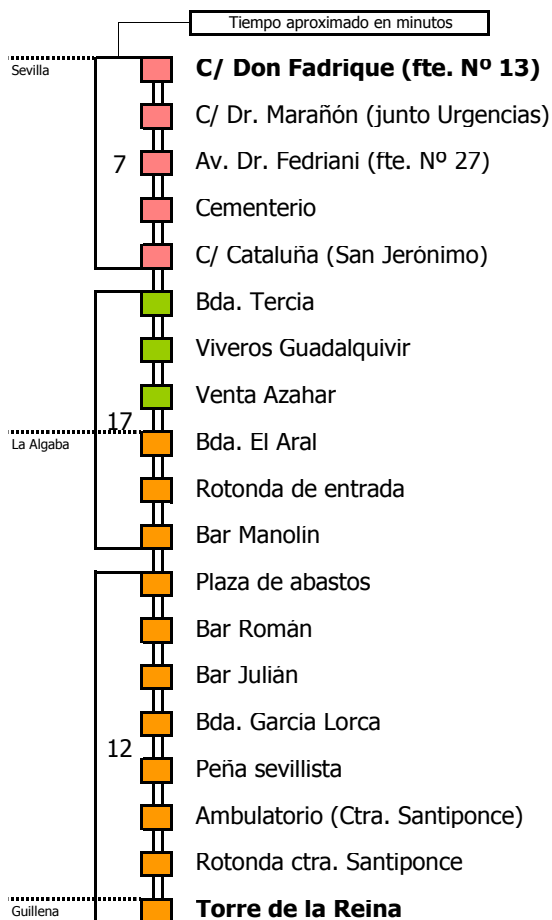 Tiempo aproximado en minutos
Sevilla
C/ Don Fadrique (fte. Nº 13)
C/ Dr. Marañón (junto Urgencias)
7
Av. Dr. Fedriani (fte. Nº 27)
Cementerio
C/ Cataluña (San Jerónimo)
Bda. Tercia
Viveros Guadalquivir
Venta Azahar
17
La Algaba
Bda. El Aral
Rotonda de entrada
Bar Manolin
Plaza de abastos
Bar Román
Bar Julián
Bda. Garcia Lorca
12
Peña sevillista
Ambulatorio (Ctra. Santiponce)
Rotonda ctra. Santiponce
Guillena
Torre de la Reina